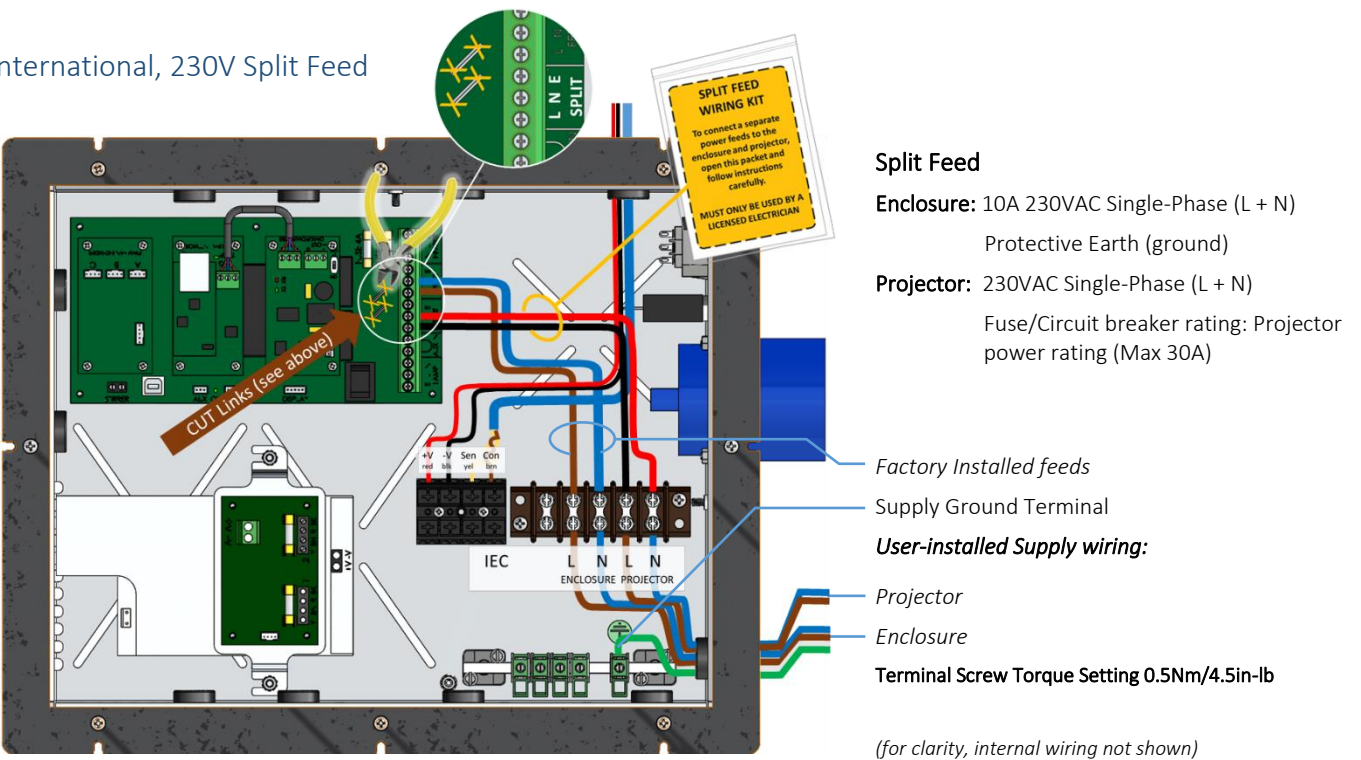 nternational, 230V Split Feed
L N E
SPLIT
SPLIT FEED
WIRING KIT
To connect a separate
power feeds to the
enclosure and projector,
open this packet and
follow instructions
carefully.
MUST ONLY BE USED BY A
LICENSED ELECTRICIAN
Split Feed
Enclosure: 10A 230VAC Single-Phase (L + N)
Protective Earth (ground)
Projector: 230VAC Single-Phase (L + N)
Fuse/Circuit breaker rating: Projector
power rating (Max 30A)
C B A
CUT Links (see above)
+V -V Sen Con
red blk yel brn
IEC L N L N
ENCLOSURE PROJECTOR
Factory Installed feeds
Supply Ground Terminal
User-installed Supply wiring:
Projector
Enclosure
Terminal Screw Torque Setting 0.5Nm/4.5in-lb
(for clarity, internal wiring not shown)